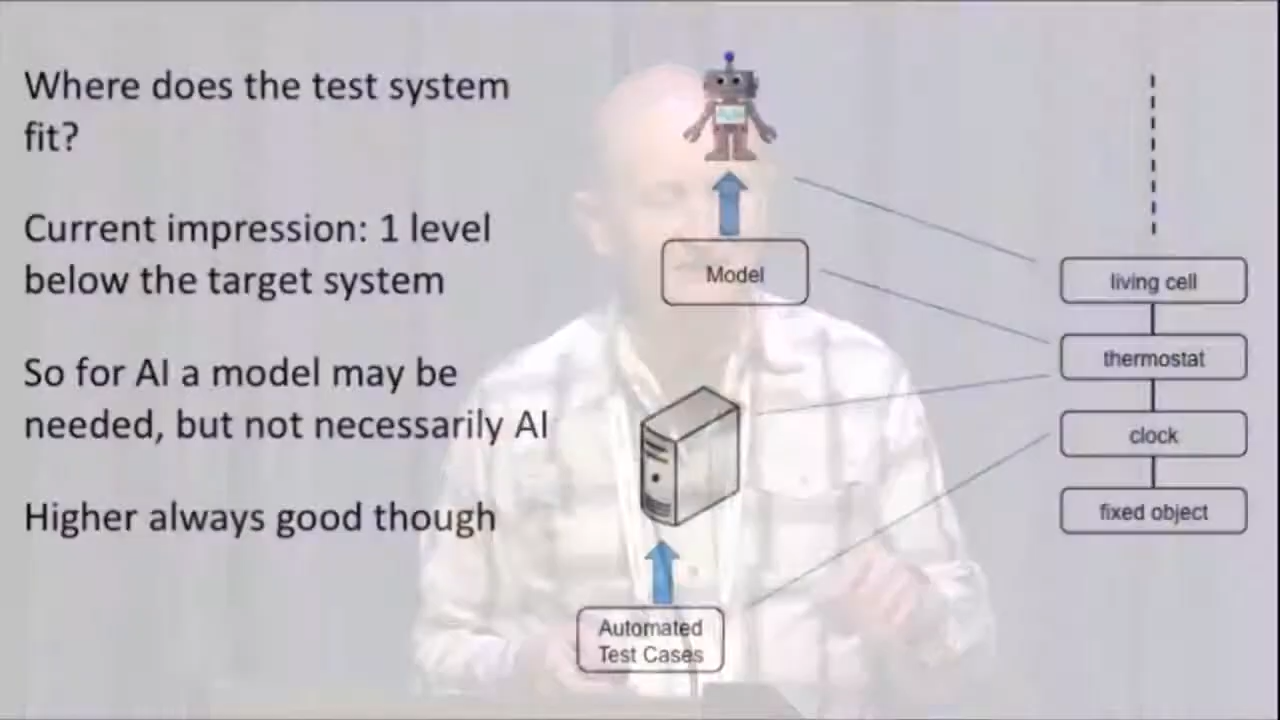 Where does the test system
fit?
Current impression: 1 level
below the target system
So for AI a model may be
needed, but not necessarily AI
Higher always good though
Model
Automated
Test Cases
living cell
thermostat
clock
fixed object